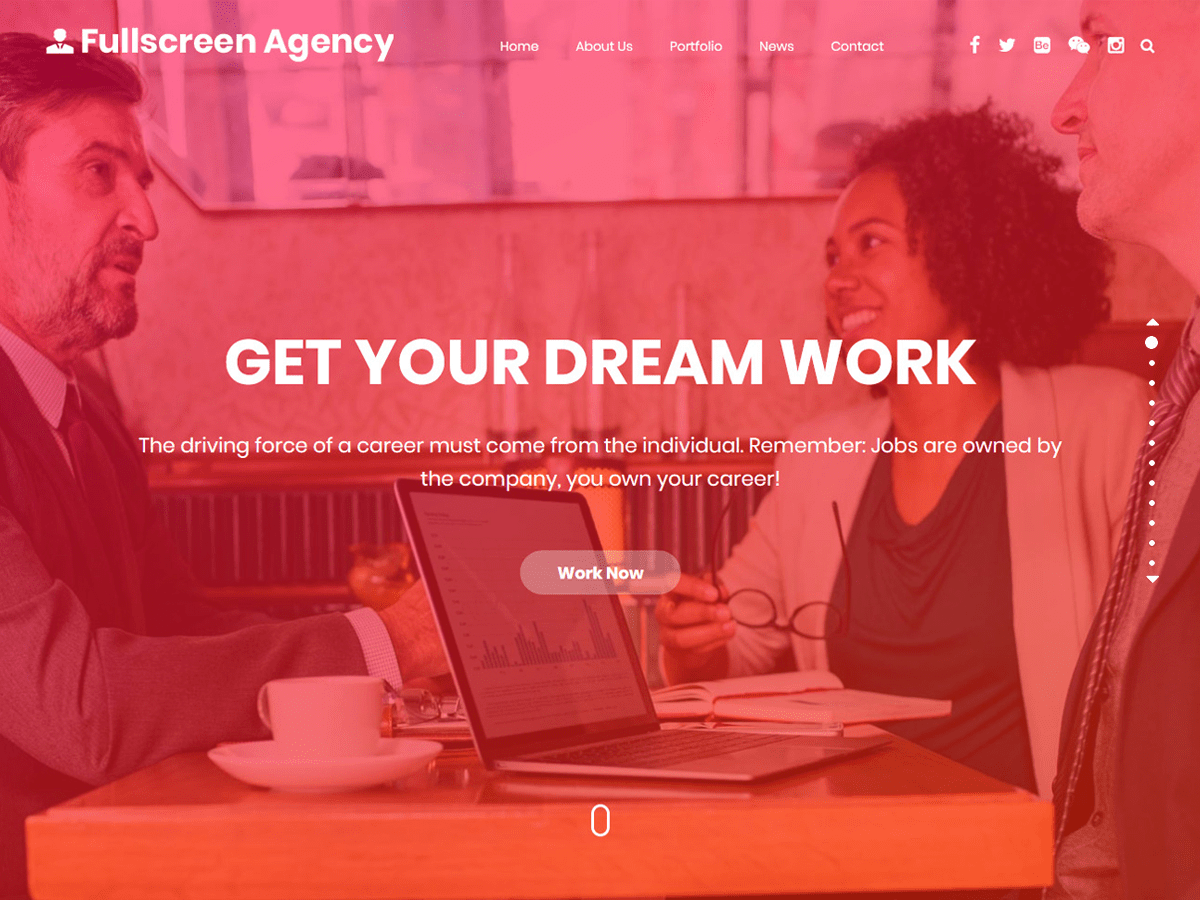 Fullscreen Agency
Home About Us Portfolio News Contact
Bē
GET YOUR DREAM WORK
The driving force of a career must come from the individual. Remember: Jobs are owned by
the company, you own your career!
Work Now